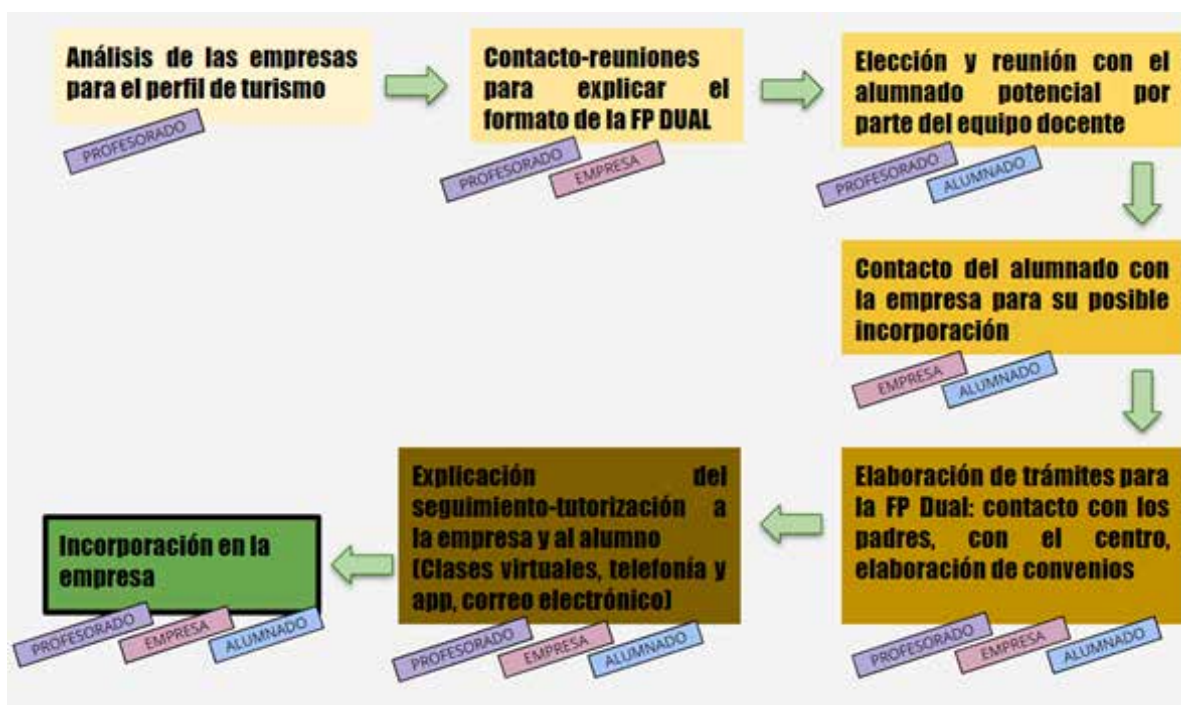 Análisis de las empresas
para el perfil de turismo
PROFESORADO
Contacto-reuniones
para explicar el
formato de la FP DUAL
PROFESORADO
EMPRESA
Elección y reunión con el
alumnado potencial por
parte del equipo docente
PROFESORADO
ALUMNADO
Contacto del alumnado con
la empresa para su posible
incorporación
EMPRESA
ALUMNADO
Elaboración de trámites para
la FP Dual: contacto con los
padres, con el centro,
elaboración de convenios
PROFESORADO
EMPRESA
ALUMNADO
Explicación del
seguimiento-tutorización a
la empresa y al alumno
(Clases virtuales, telefonía y
app, correo electrónico)
PROFESORADO
EMPRESA
ALUMNADO
Incorporación en la
empresa
PROFESORADO
EMPRESA
ALUMNADO